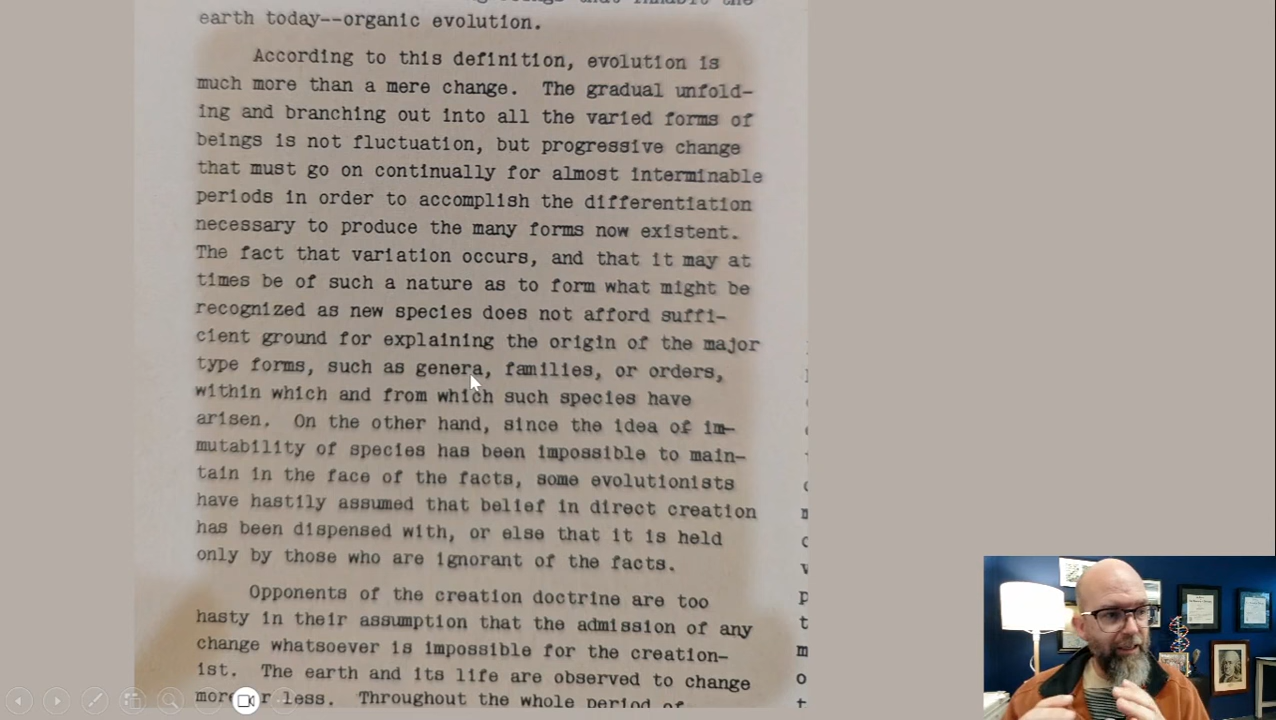 earth today--organic evolution.
According to this definition, evolution is
much more than a mere change. The gradual unfold-
ing and branching out into all the varied forms of
beings is not fluctuation, but progressive change
that must go on continually for almost interminable
periods in order to accomplish the differentiation
necessary to produce the many forms now existent.
The fact that variation occurs, and that it may at
times be of such a nature as to form what might be
recognized as new species does not afford suffi-
cient ground for explaining the origin of the major
type forms, such as genera, families, or orders,
within which and from which such species have
arisen. On the other hand, since the idea of im-
mutability of species has been impossible to main-
tain in the face of the facts, some evolutionists
have hastily assumed that belief in direct creation
has been dispensed with, or else that it is held
only by those who are ignorant of the facts.
Opponents of the creation doctrine are too
hasty in their assumption that the admission of any
change whatsoever is impossible for the creation-
ist. The earth and its life are observed to change
more or less. Throughout the whole period of